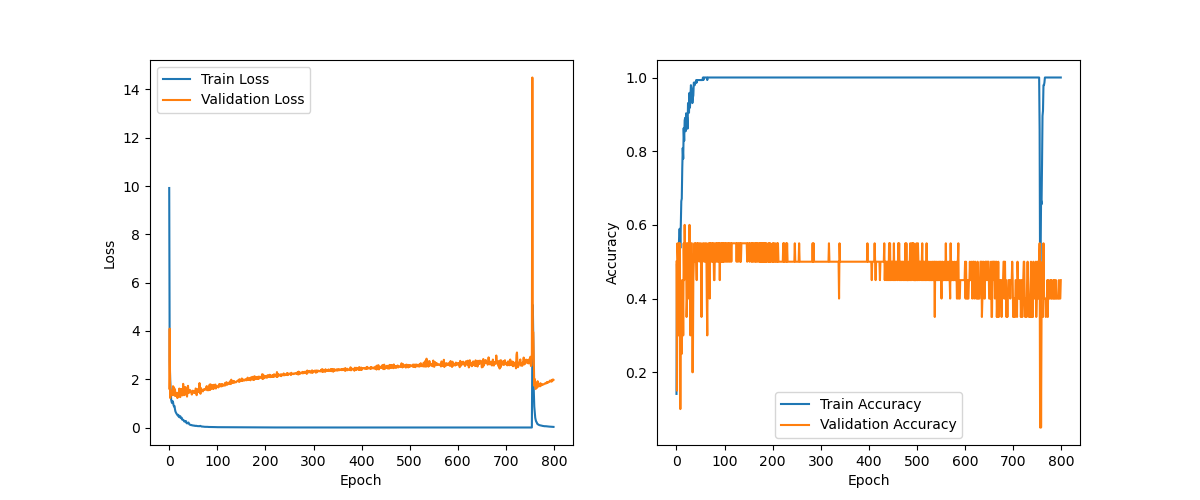 Train Loss
Validation Loss
Loss
14
12
10
8
6
4
2
0
0 100 200 300 400 500 600 700 800
Epoch
Accuracy
1.0
0.8
0.6
0.4
0.2
Train Accuracy
Validation Accuracy
0 100 200 300 400 500 600 700 800
Epoch